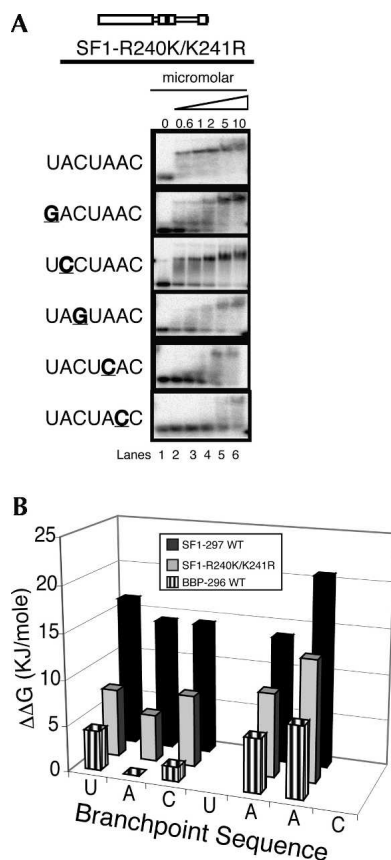 A
SF1-R240K/K241R
micromolar
0 0.6 1 2 5 10
UACUAAC
GACUAAC
UCCUAAC
UAGUAAC
UACUCAC
UACUACC
Lanes 1 2 3 4 5 6
B
25
20
15
10
5
0
ΔΔG (KJ/mole)
SF1-297 WT
SF1-R240K/K241R
BBP-296 WT
U A C U A A C
Branchpoint Sequence